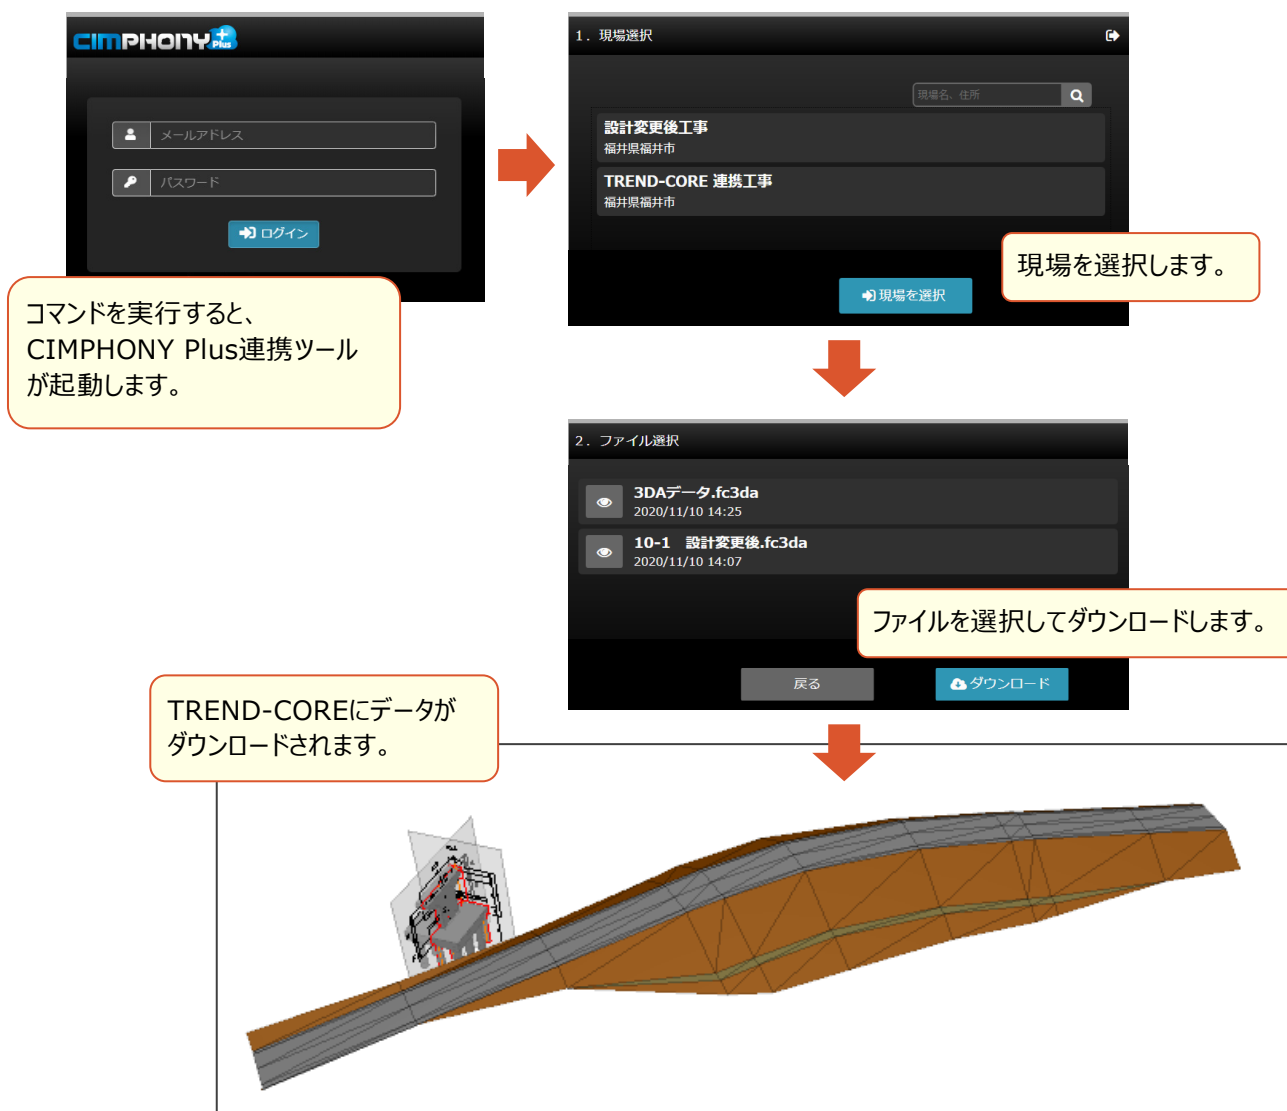 CIMPHONY Plus
メールアドレス
パスワード
ログイン
コマンドを実行すると、
CIMPHONY Plus連携ツール
が起動します。
1. 現場選択
現場名、住所
設計変更後工事
福井県福井市
TREND-CORE 連携工事
福井県福井市
現場を選択
現場を選択します。
2. ファイル選択
3DAデータ.fc3da
2020/11/10 14:25
10-1　設計変更後.fc3da
2020/11/10 14:07
ファイルを選択してダウンロードします。
戻る
ダウンロード
TREND-COREにデータが
ダウンロードされます。